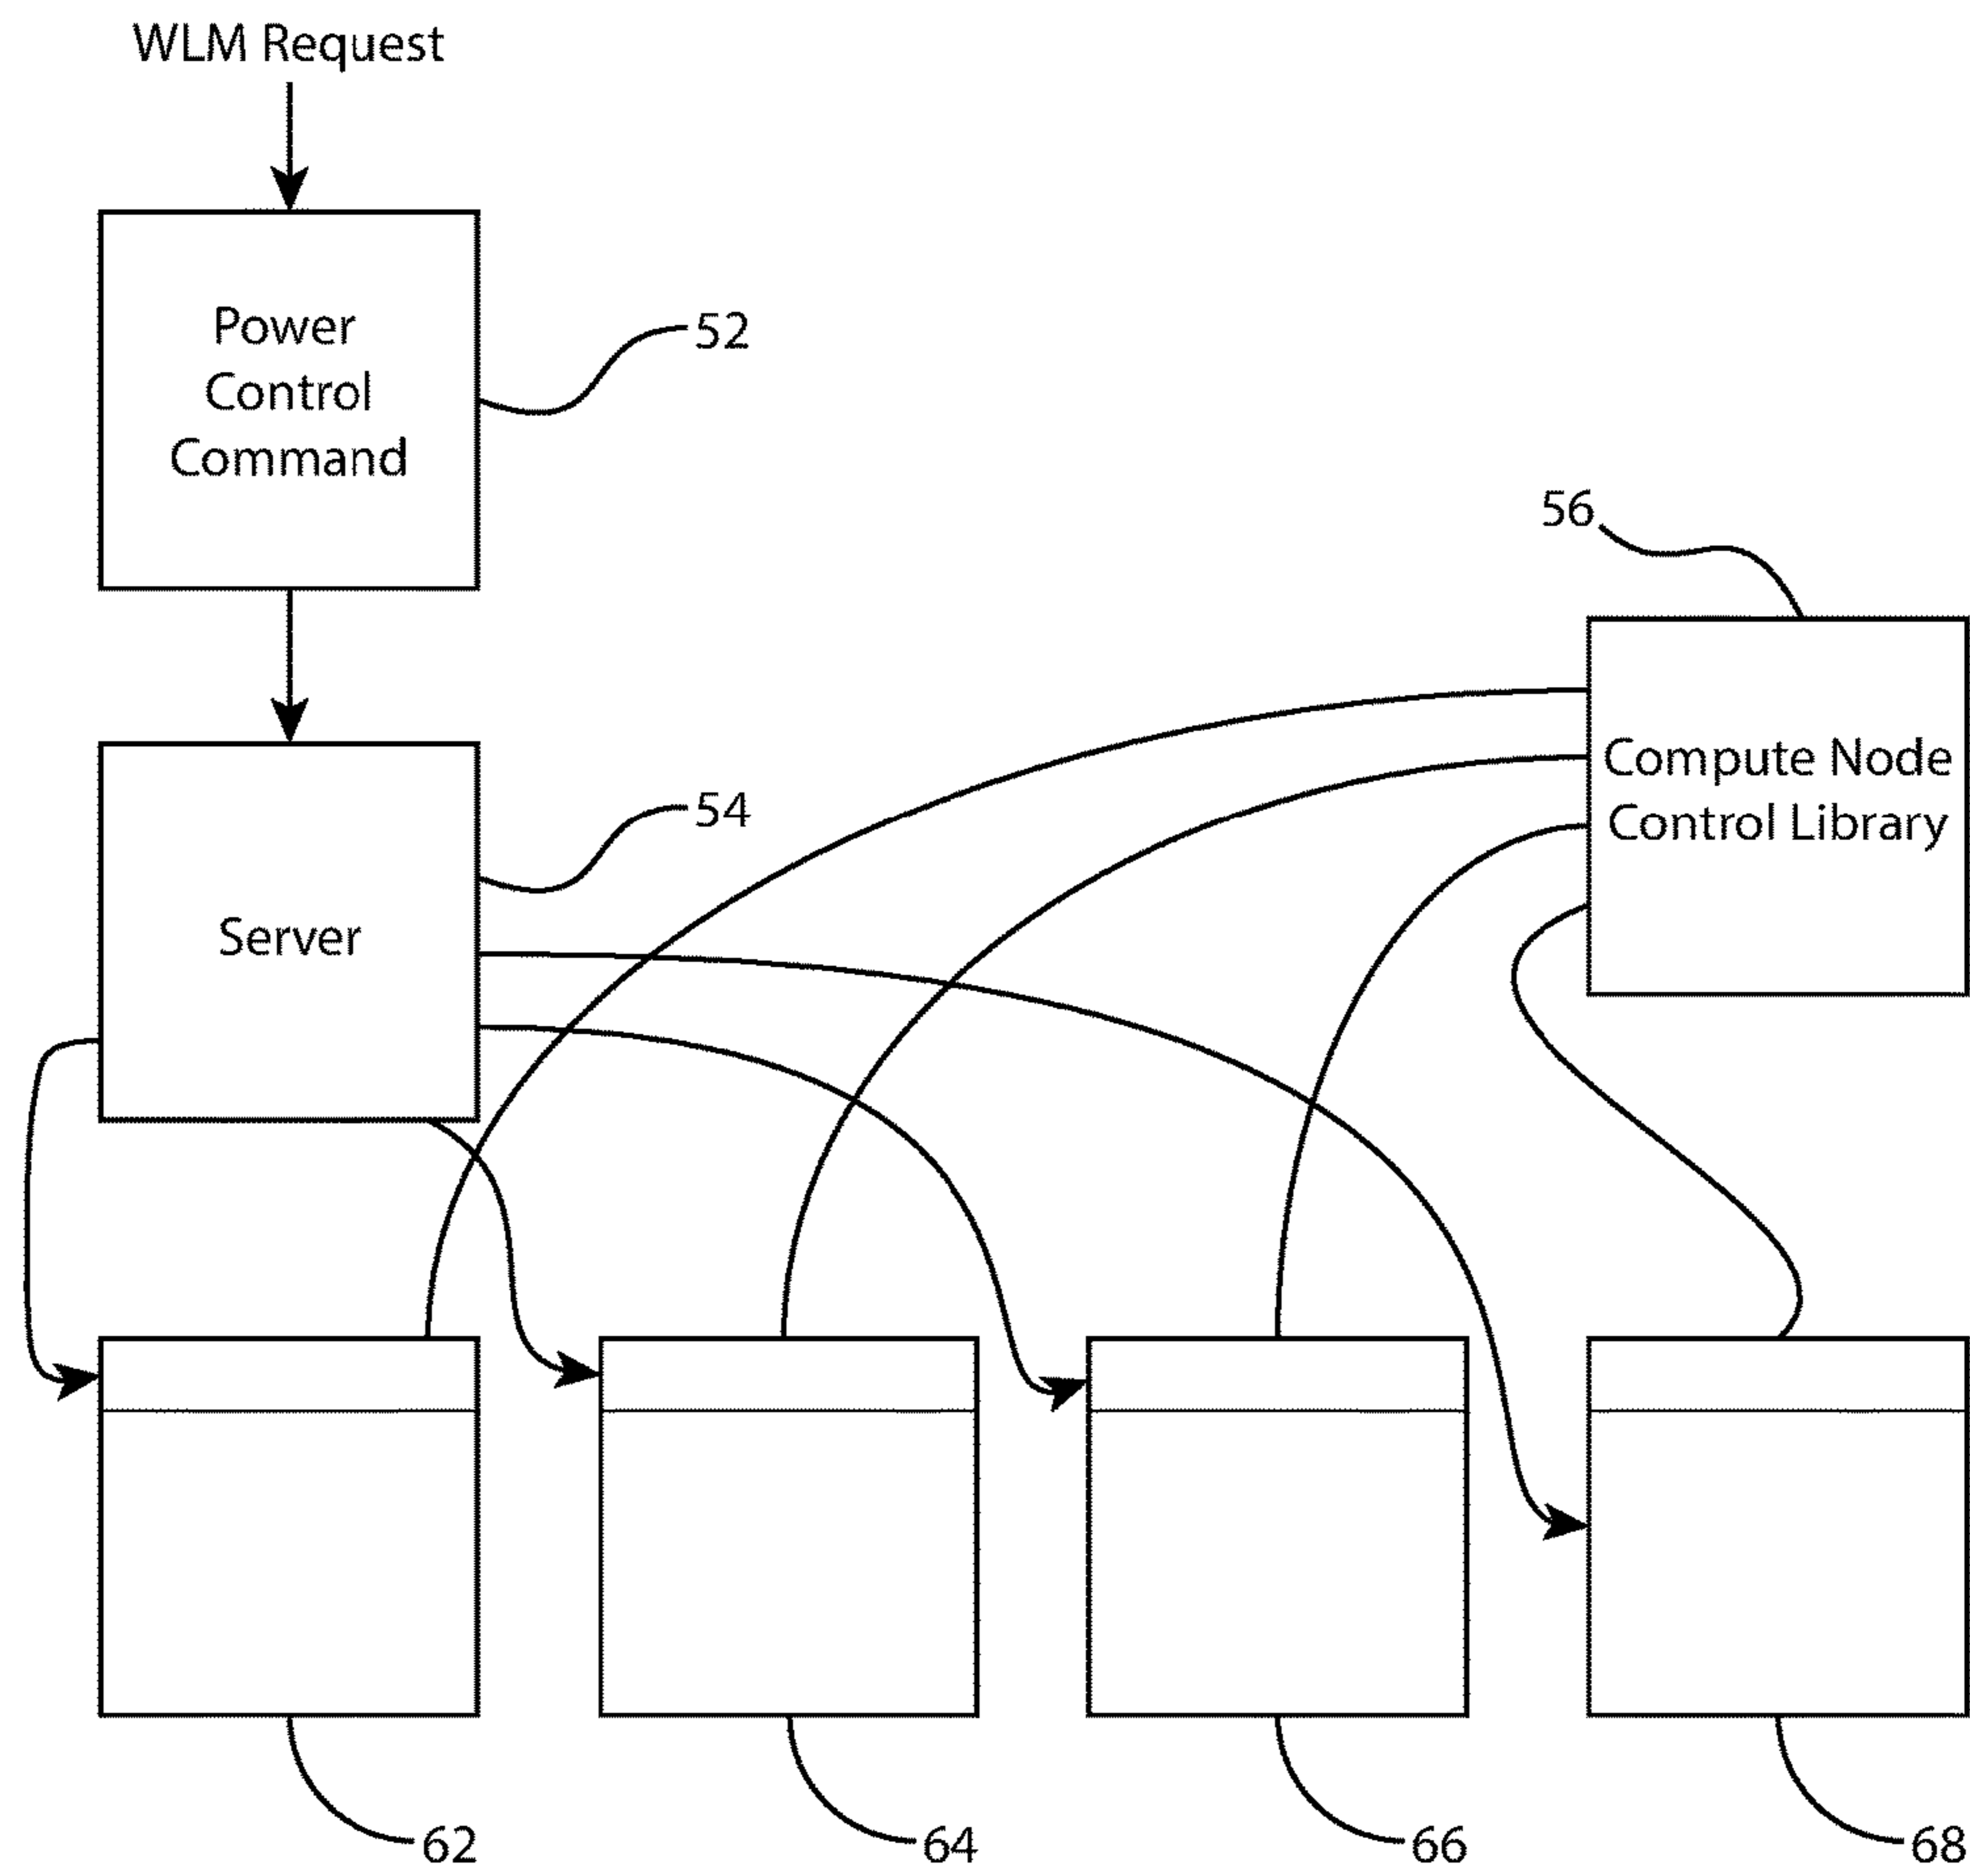 WLM Request
Power
Control
Command
52
56
Compute Node
Control Library
54
Server
62
64
66
68